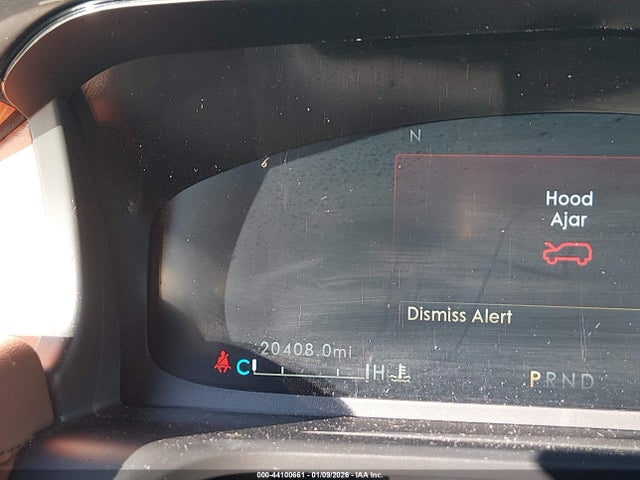 N
Hood
Ajar
Dismiss Alert
20408.0mi
C H
PRND
000-44100661 - 01/09/2026 - IAA Inc.